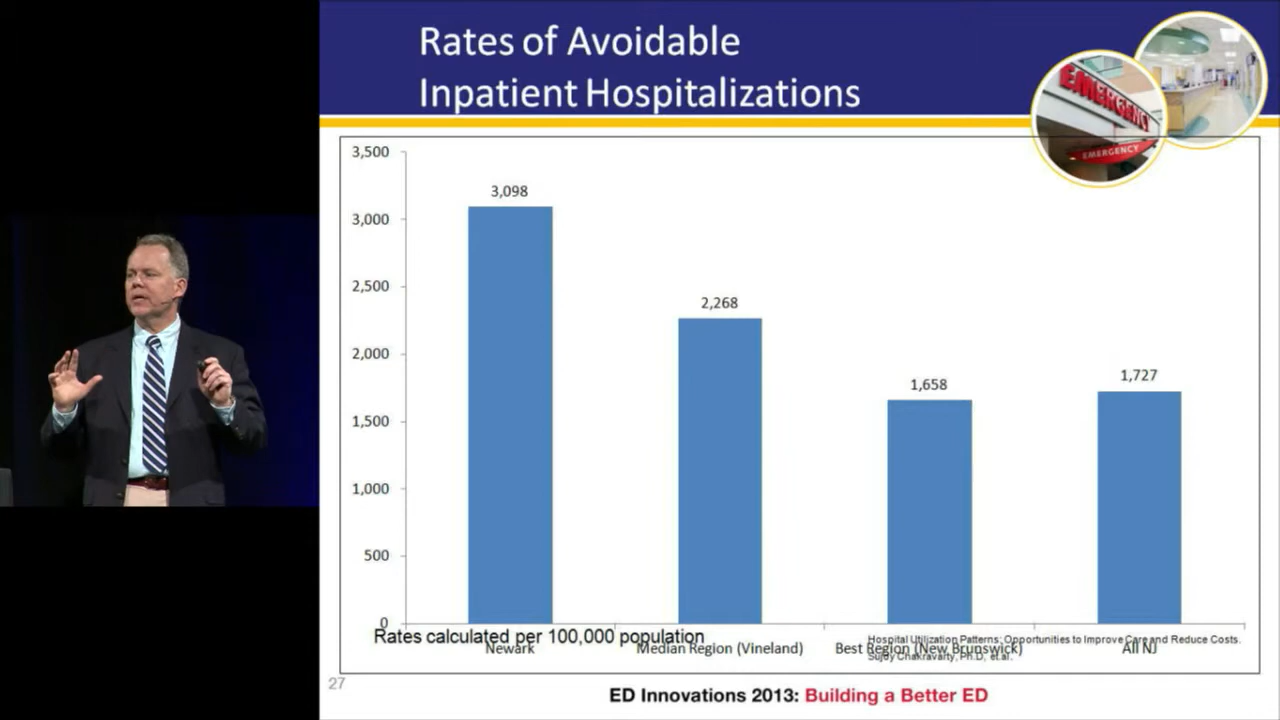 Rates of Avoidable
Inpatient Hospitalizations
EMERGENCY
EMERGENCY
3,500
3,000
2,500
2,000
1,500
1,000
500
0
3,098
2,268
1,658
1,727
Rates calculated per 100,000 population
Newark
Median Region (Vineland)
Best Region (New Brunswick)
All NJ
Hospital Utilization Patterns: Opportunities to Improve Care and Reduce Costs.
Sujoy Chakravarty, Ph.D, et.al.
27
ED Innovations 2013: Building a Better ED